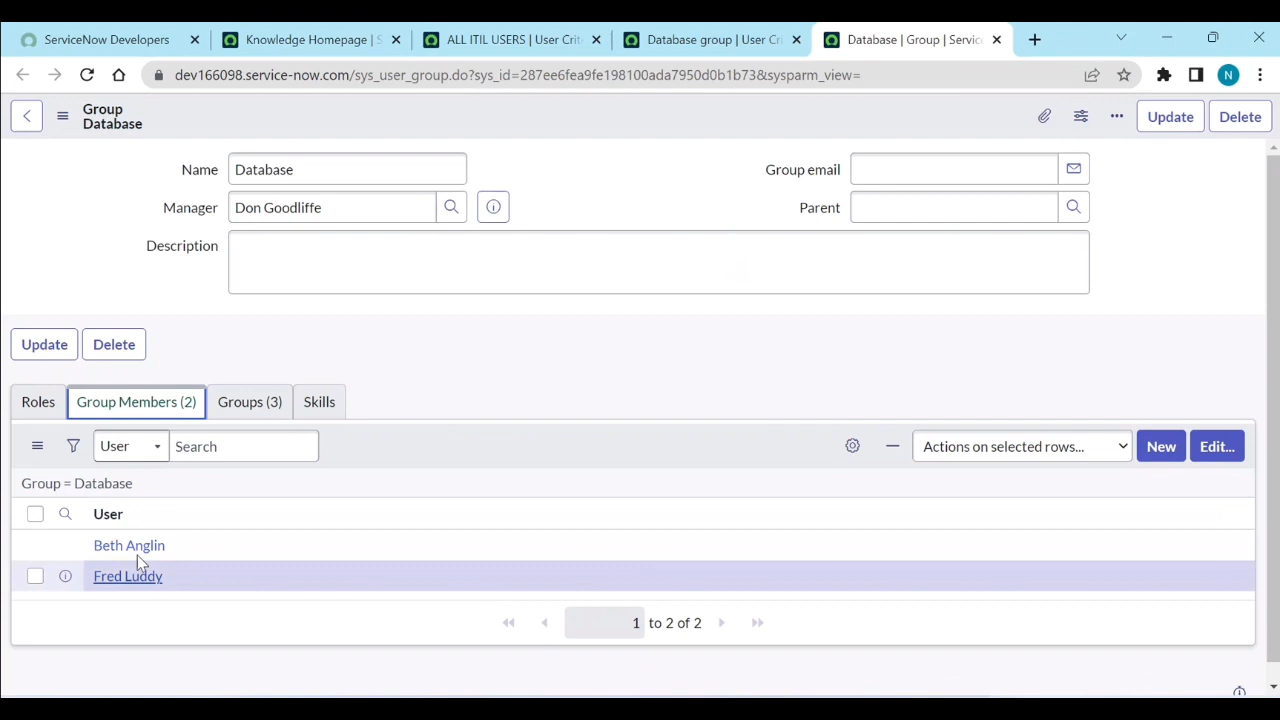 ServiceNow Developers
Knowledge Homepage | S
ALL ITIL USERS | User Crite
Database group | User Cri
Database | Group | Service
dev166098.service-now.com/sys_user_group.do?sys_id=287ee6fea9fe198100ada7950d0b1b73&sysparm_view=
N
Group
Database
Update
Delete
Name
Database
Group email
Manager
Don Goodliffe
Parent
Description
Update
Delete
Roles
Group Members (2)
Groups (3)
Skills
User
Search
Actions on selected rows...
New
Edit...
Group = Database
User
Beth Anglin
Fred Luddy
1 to 2 of 2